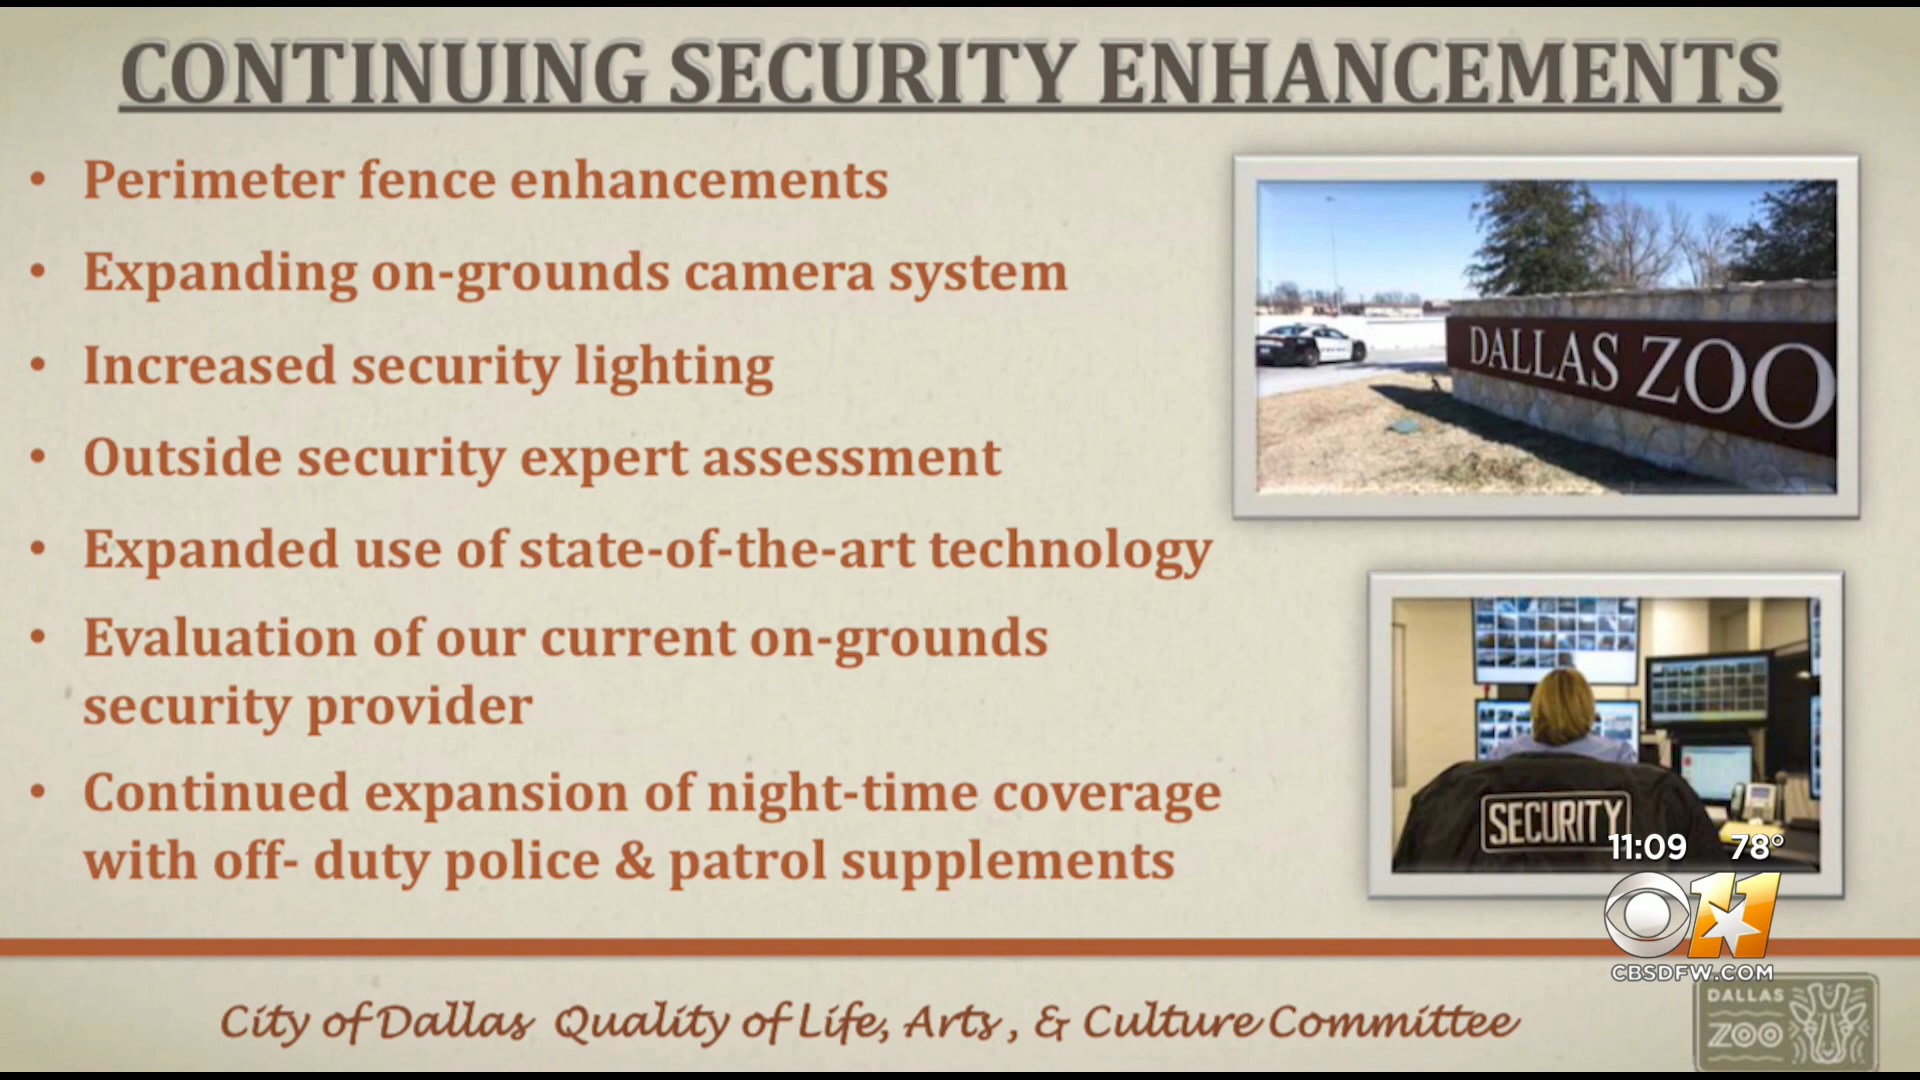 CONTINUING SECURITY ENHANCEMENTS
• Perimeter fence enhancements
• Expanding on-grounds camera system
• Increased security lighting
• Outside security expert assessment
• Expanded use of state-of-the-art technology
• Evaluation of our current on-grounds
security provider
• Continued expansion of night-time coverage
with off- duty police & patrol supplements
DALLAS ZOO
SECURITY
11:09 78°
11
CBSDFW.COM
City of Dallas Quality of Life, Arts , & Culture Committee
DALLAS
ZOO